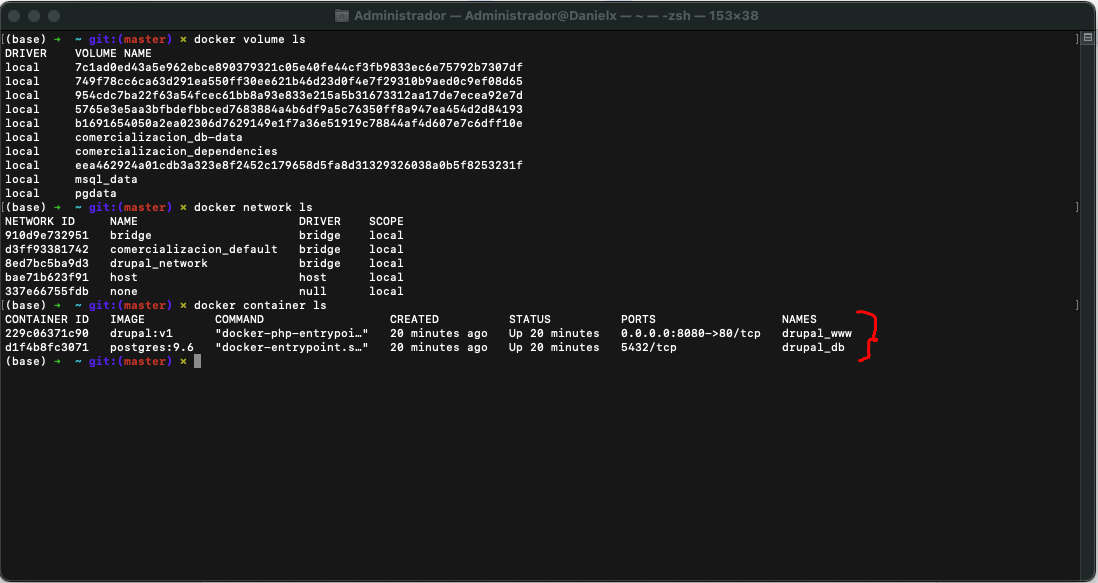 Administrador — Administrador@Danielx — ~ — -zsh — 153×38
(base) → ~ git:(master) × docker volume ls
DRIVER VOLUME NAME
local 7c1ad0ed43a5e962ebce890379321c05e40fe44cf3fb9833ec6e75792b7307df
local 749f78cc6ca63d291ea550ff30ee621b46d23d0f4e7f29310b9aed0c9ef08d65
local 954cdc7ba22f63a54fcec61bb8a93e833e215a5b31673312aa17de7ecea92e7d
local 5765e3e5aa3bfbdefbbced7683884a4b6df9a5c76350ff8a947ea454d2d84193
local b1691654050a2ea02306d7629149e1f7a36e51919c78844af4d607e7c6dff10e
local comercializacion_db-data
local comercializacion_dependencies
local eea462924a01cdb3a323e8f2452c179658d5fa8d31329326038a0b5f8253231f
local msql_data
local pgdata
(base) → ~ git:(master) × docker network ls
NETWORK ID NAME DRIVER SCOPE
910d9e732951 bridge bridge local
d3ff93381742 comercializacion_default bridge local
8ed7bc5ba9d3 drupal_network bridge local
bae71b623f91 host host local
337e66755fdb none null local
(base) → ~ git:(master) × docker container ls
CONTAINER ID IMAGE COMMAND CREATED STATUS PORTS NAMES
229c06371c90 drupal:v1 "docker-php-entrypoi…" 20 minutes ago Up 20 minutes 0.0.0.0:8080->80/tcp drupal_www
d1f4b8fc3071 postgres:9.6 "docker-entrypoint.s…" 20 minutes ago Up 20 minutes 5432/tcp drupal_db
(base) → ~ git:(master) ×